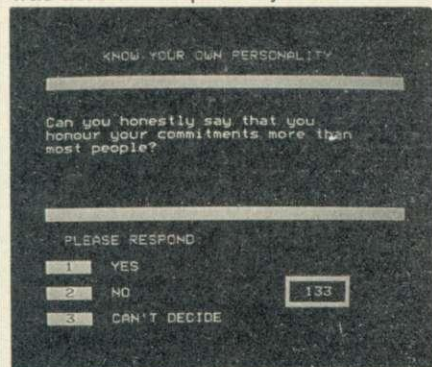 KNOW YOUR OWN PERSONALITY
Can you honestly say that you
honour your commitments more than
most people?
PLEASE RESPOND:
1 YES
2 NO
133
3 CAN'T DECIDE